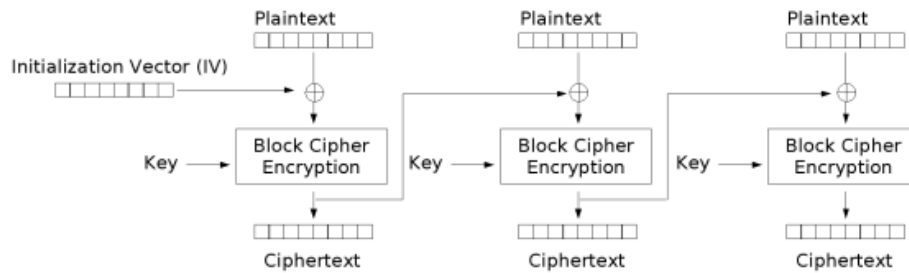 Plaintext
Plaintext
Plaintext
Initialization Vector (IV)
Key
Block Cipher
Encryption
Key
Block Cipher
Encryption
Key
Block Cipher
Encryption
Ciphertext
Ciphertext
Ciphertext